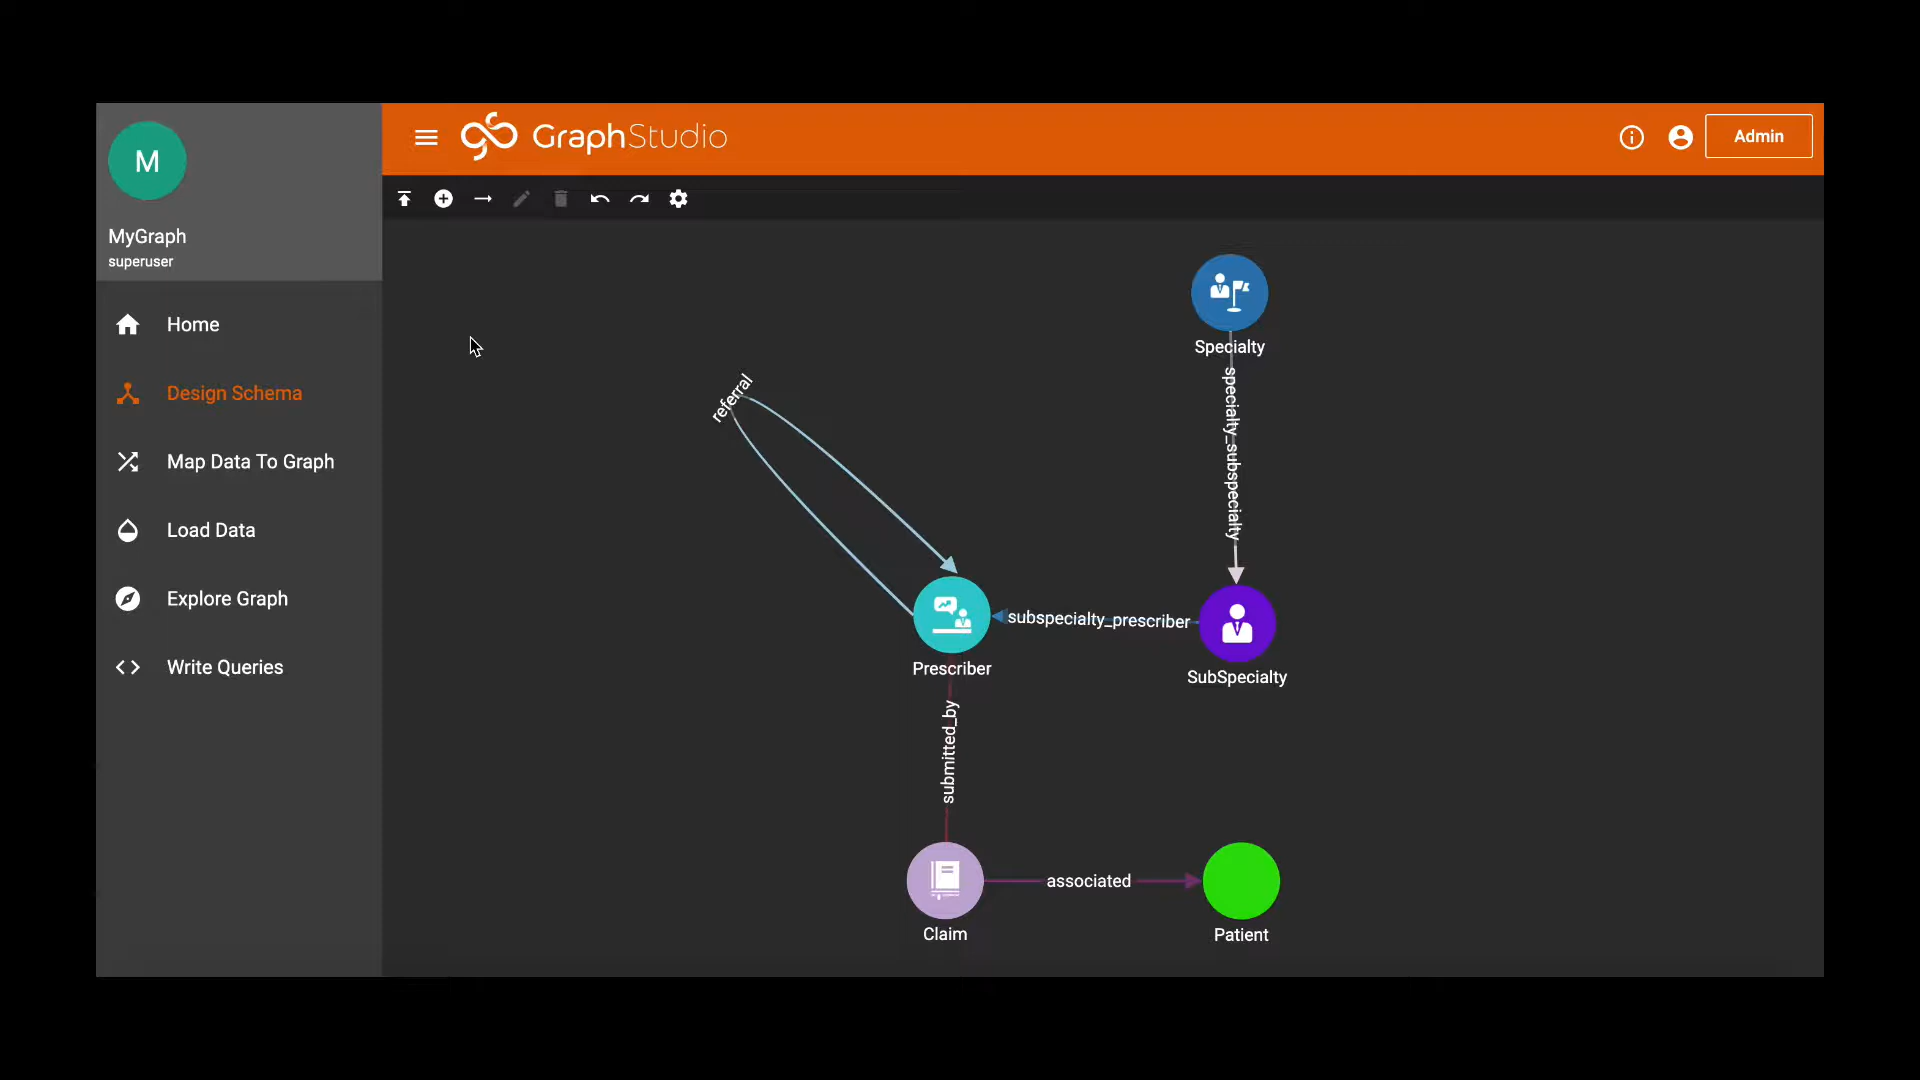 M
MyGraph
superuser
Home
Design Schema
Map Data To Graph
Load Data
Explore Graph
Write Queries
GraphStudio
Admin
Specialty
referral
specialty_subspecialty
subspecialty_prescriber
Prescriber
SubSpecialty
submitted_by
associated
Claim
Patient